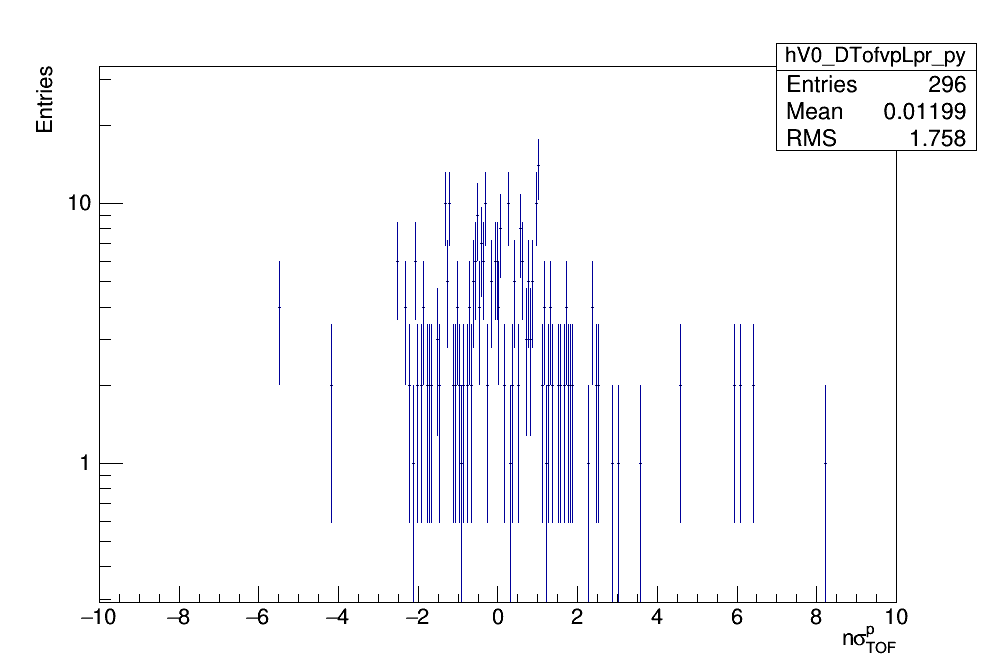 hV0_DTofvpLpr_py
Entries 296
Mean 0.01199
RMS 1.758
Entries
10
1
−10 −8 −6 −4 −2 0 2 4 6 8 10
nσ^p_TOF